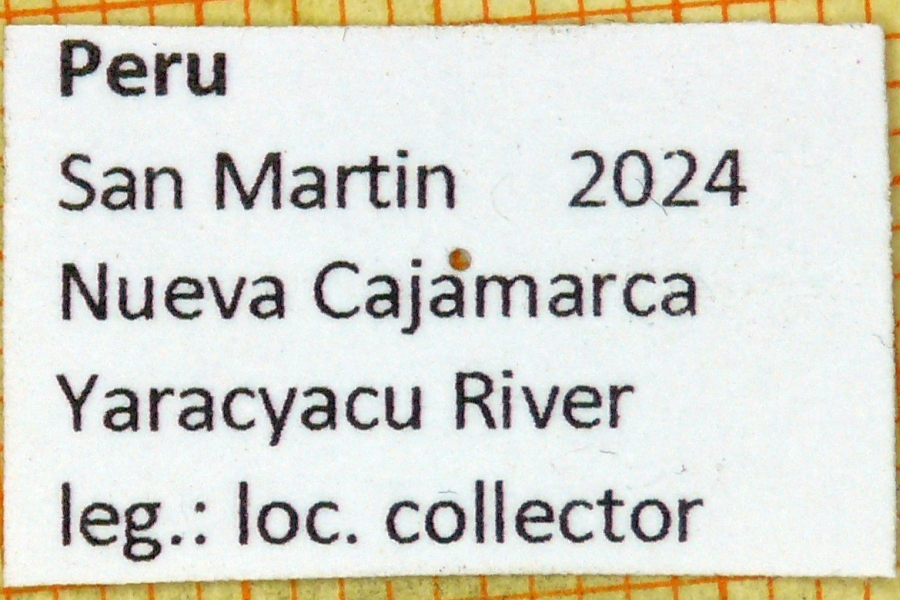 Peru
San Martin 2024
Nueva Cajamarca
Yaracyacu River
leg.: loc. collector